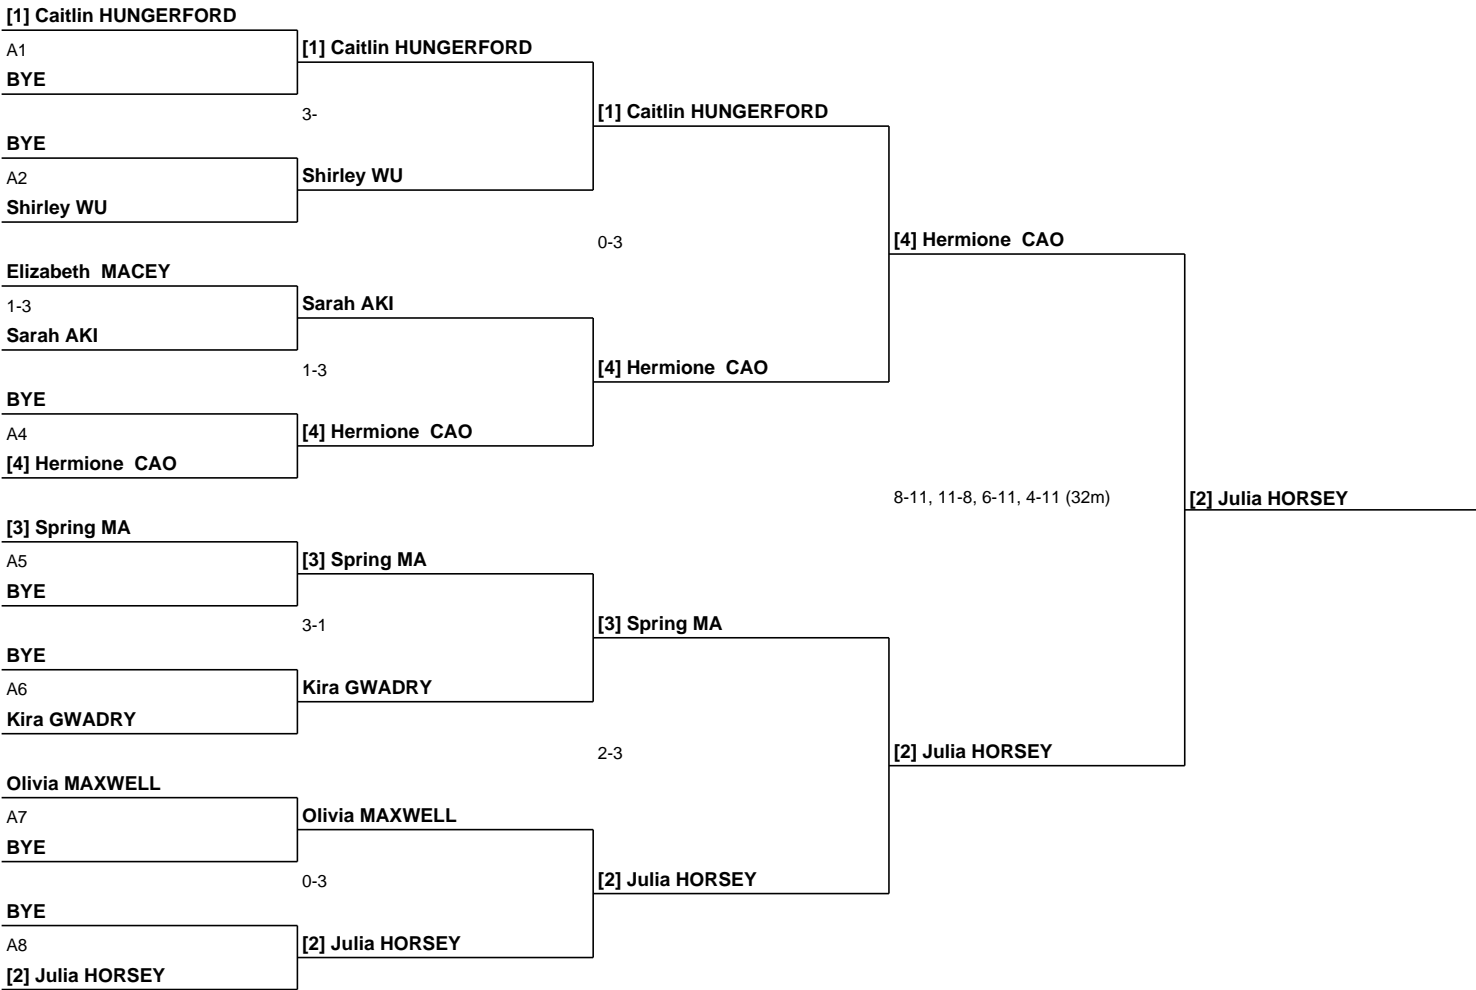 [1] Caitlin HUNGERFORD
A1
BYE
BYE
A2
Shirley WU
Elizabeth  MACEY
1-3
Sarah AKI
BYE
A4
[4] Hermione  CAO
[3] Spring MA
A5
BYE
BYE
A6
Kira GWADRY
Olivia MAXWELL
A7
BYE
BYE
A8
[2] Julia HORSEY
[1] Caitlin HUNGERFORD
3-
Shirley WU
Sarah AKI
1-3
[4] Hermione  CAO
[3] Spring MA
3-1
Kira GWADRY
Olivia MAXWELL
0-3
[2] Julia HORSEY
[1] Caitlin HUNGERFORD
0-3
[4] Hermione  CAO
[3] Spring MA
2-3
[2] Julia HORSEY
[4] Hermione  CAO
8-11, 11-8, 6-11, 4-11 (32m)
[2] Julia HORSEY
[2] Julia HORSEY